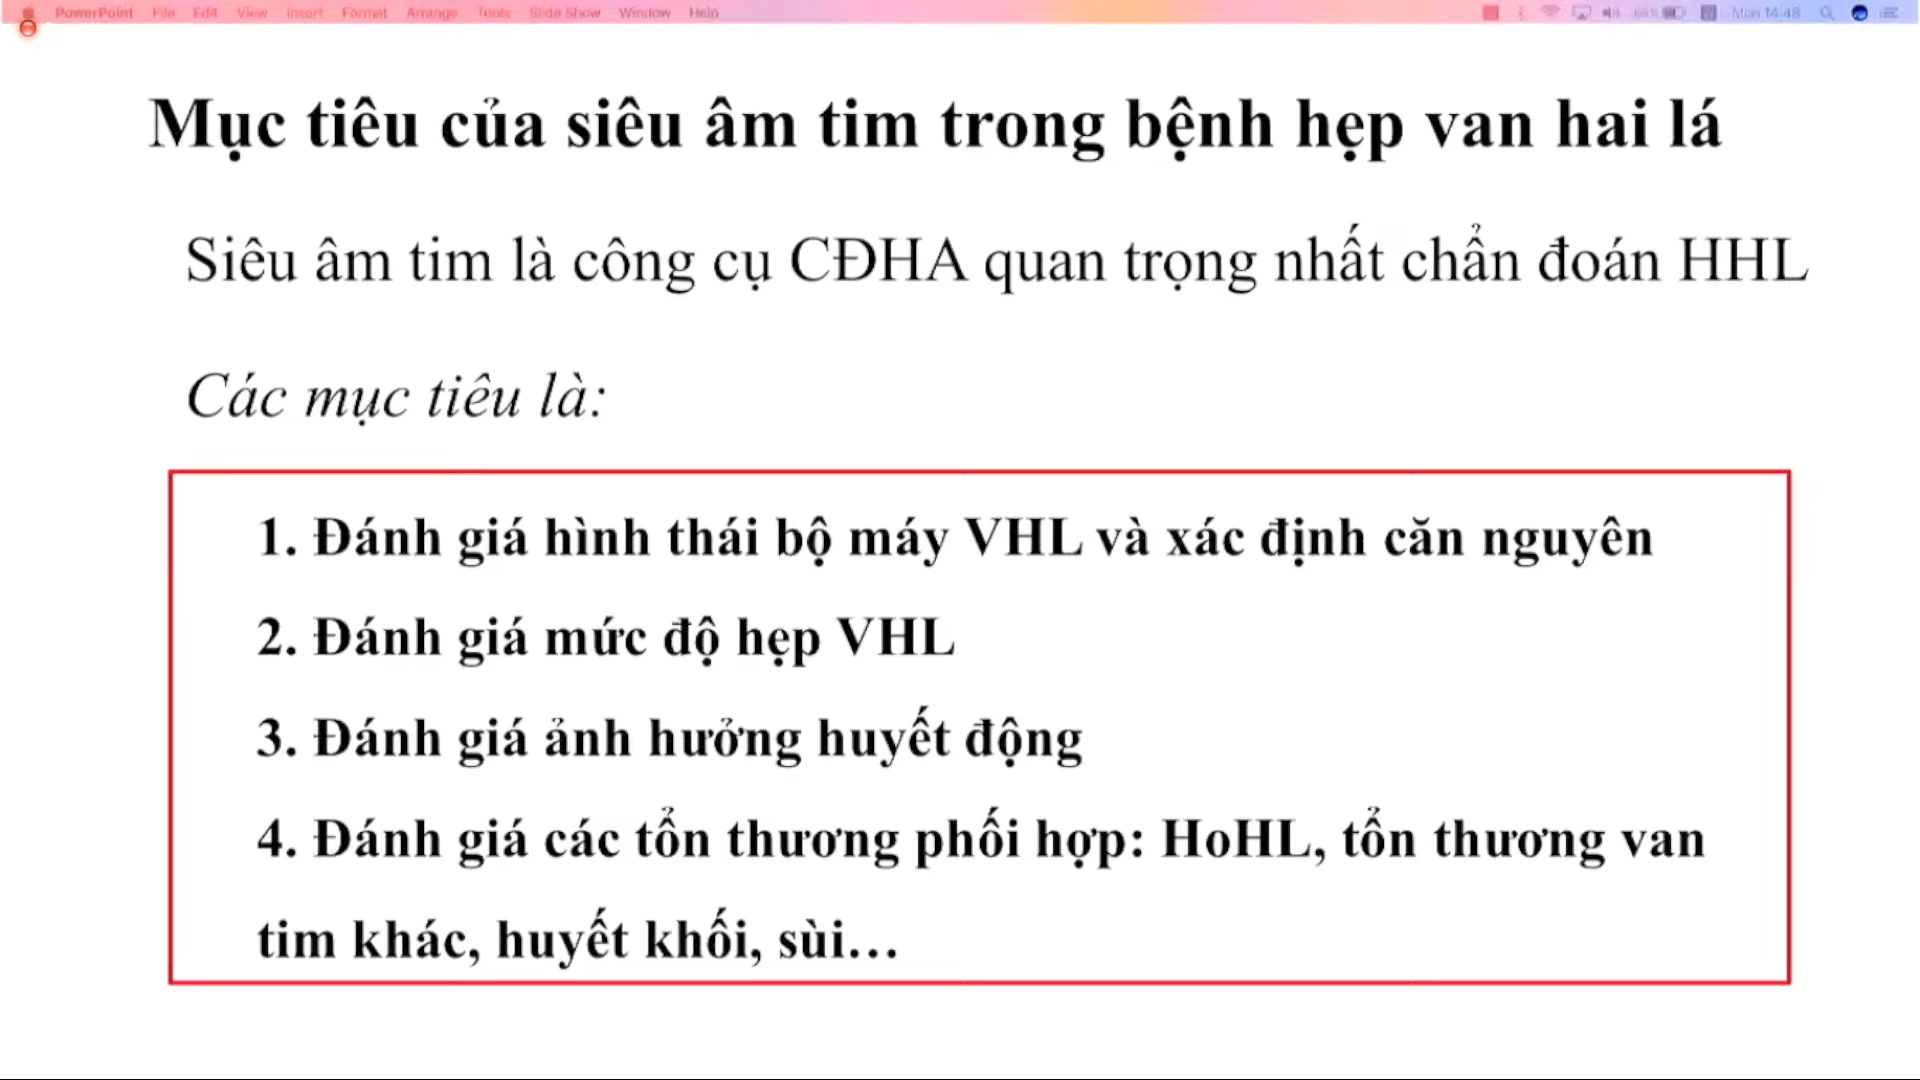 PowerPoint File Edit View Insert Format Arrange Tools Slide Show Window Help Mon 14:48
Mục tiêu của siêu âm tim trong bệnh hẹp van hai lá
Siêu âm tim là công cụ CĐHA quan trọng nhất chẩn đoán HHL
Các mục tiêu là:
1. Đánh giá hình thái bộ máy VHL và xác định căn nguyên
2. Đánh giá mức độ hẹp VHL
3. Đánh giá ảnh hưởng huyết động
4. Đánh giá các tổn thương phối hợp: HoHL, tổn thương van
tim khác, huyết khối, sùi...